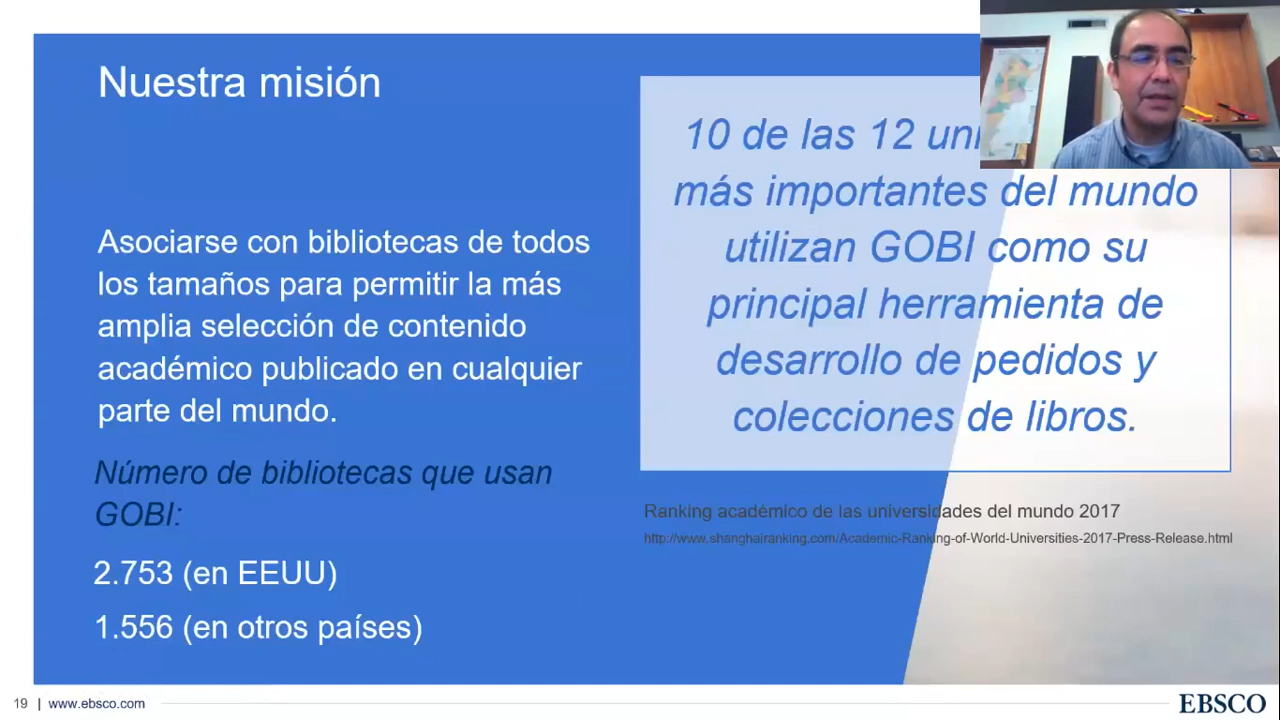 Nuestra misión
Asociarse con bibliotecas de todos
los tamaños para permitir la más
amplia selección de contenido
académico publicado en cualquier
parte del mundo.
Número de bibliotecas que usan
GOBI:
2.753 (en EEUU)
1.556 (en otros países)
10 de las 12
más importantes del mundo
utilizan GOBI como su
principal herramienta de
desarrollo de pedidos y
colecciones de libros.
Ranking académico de las universidades del mundo 2017
http://www.shanghairanking.com/Academic-Ranking-of-World-Universities-2017-Press-Release.html
19 | www.ebsco.com
EBSCO